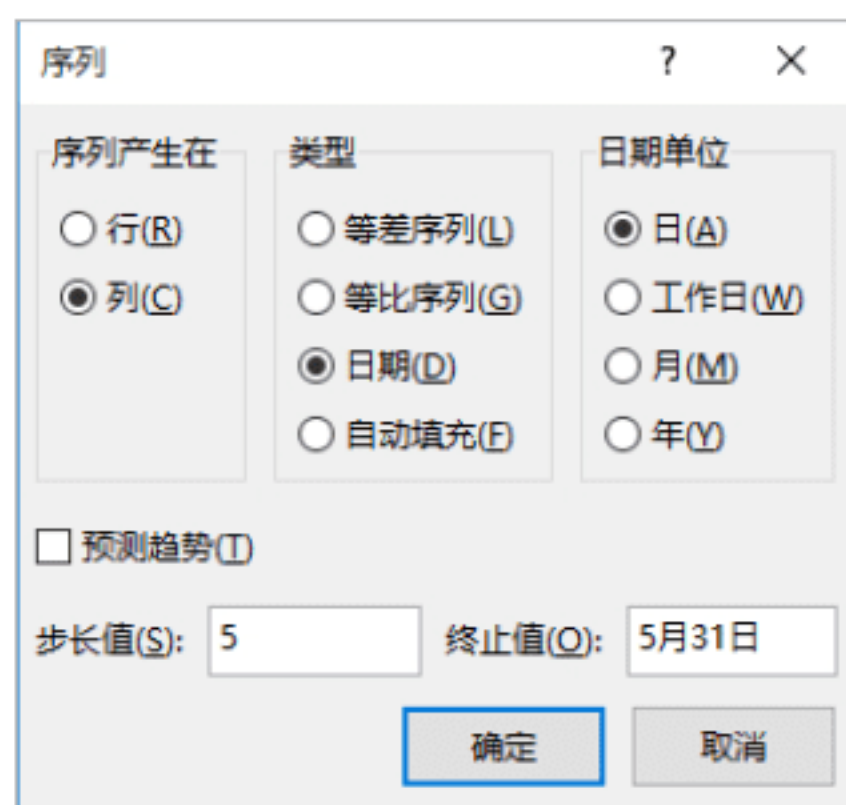 序列 ? ×
序列产生在 类型 日期单位
行(R) 等差序列(L) 日(A)
列(C) 等比序列(G) 工作日(W)
日期(D) 月(M)
自动填充(F) 年(Y)
预测趋势(T)
步长值(S): 5 终止值(O): 5月31日
确定 取消